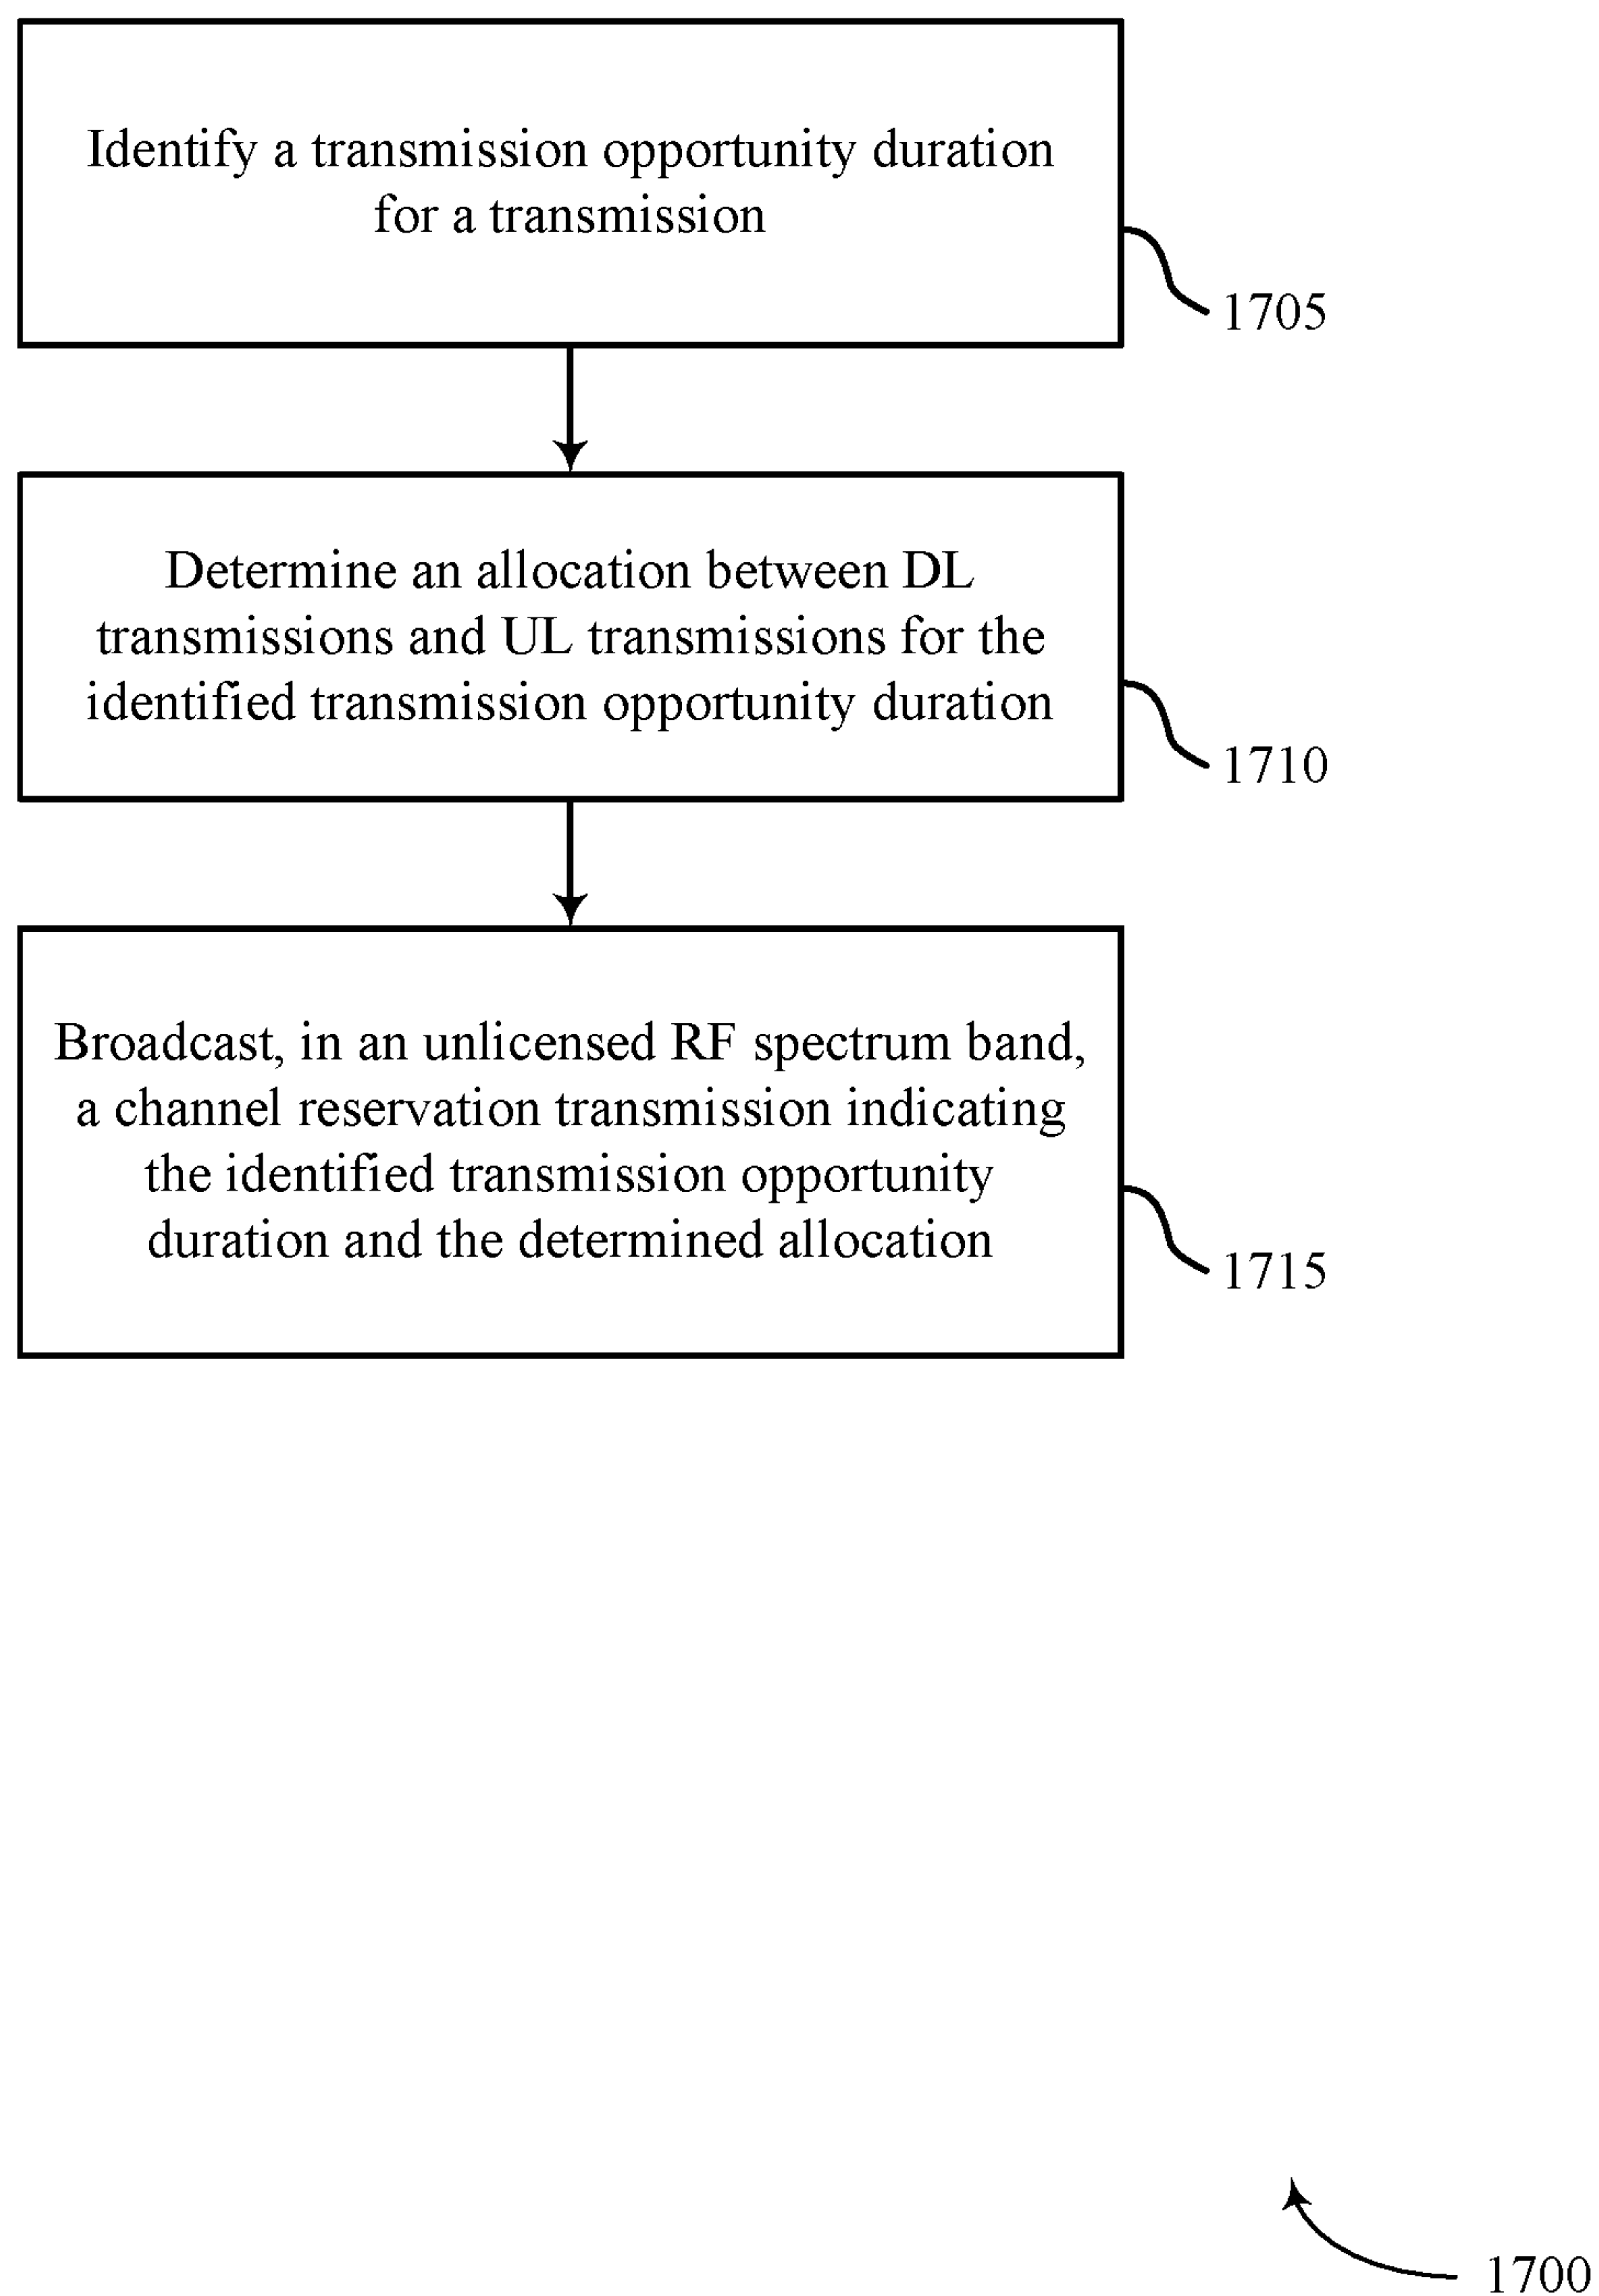 Identify a transmission opportunity duration
for a transmission
1705
Determine an allocation between DL
transmissions and UL transmissions for the
identified transmission opportunity duration
1710
Broadcast, in an unlicensed RF spectrum band,
a channel reservation transmission indicating
the identified transmission opportunity
duration and the determined allocation
1715
1700